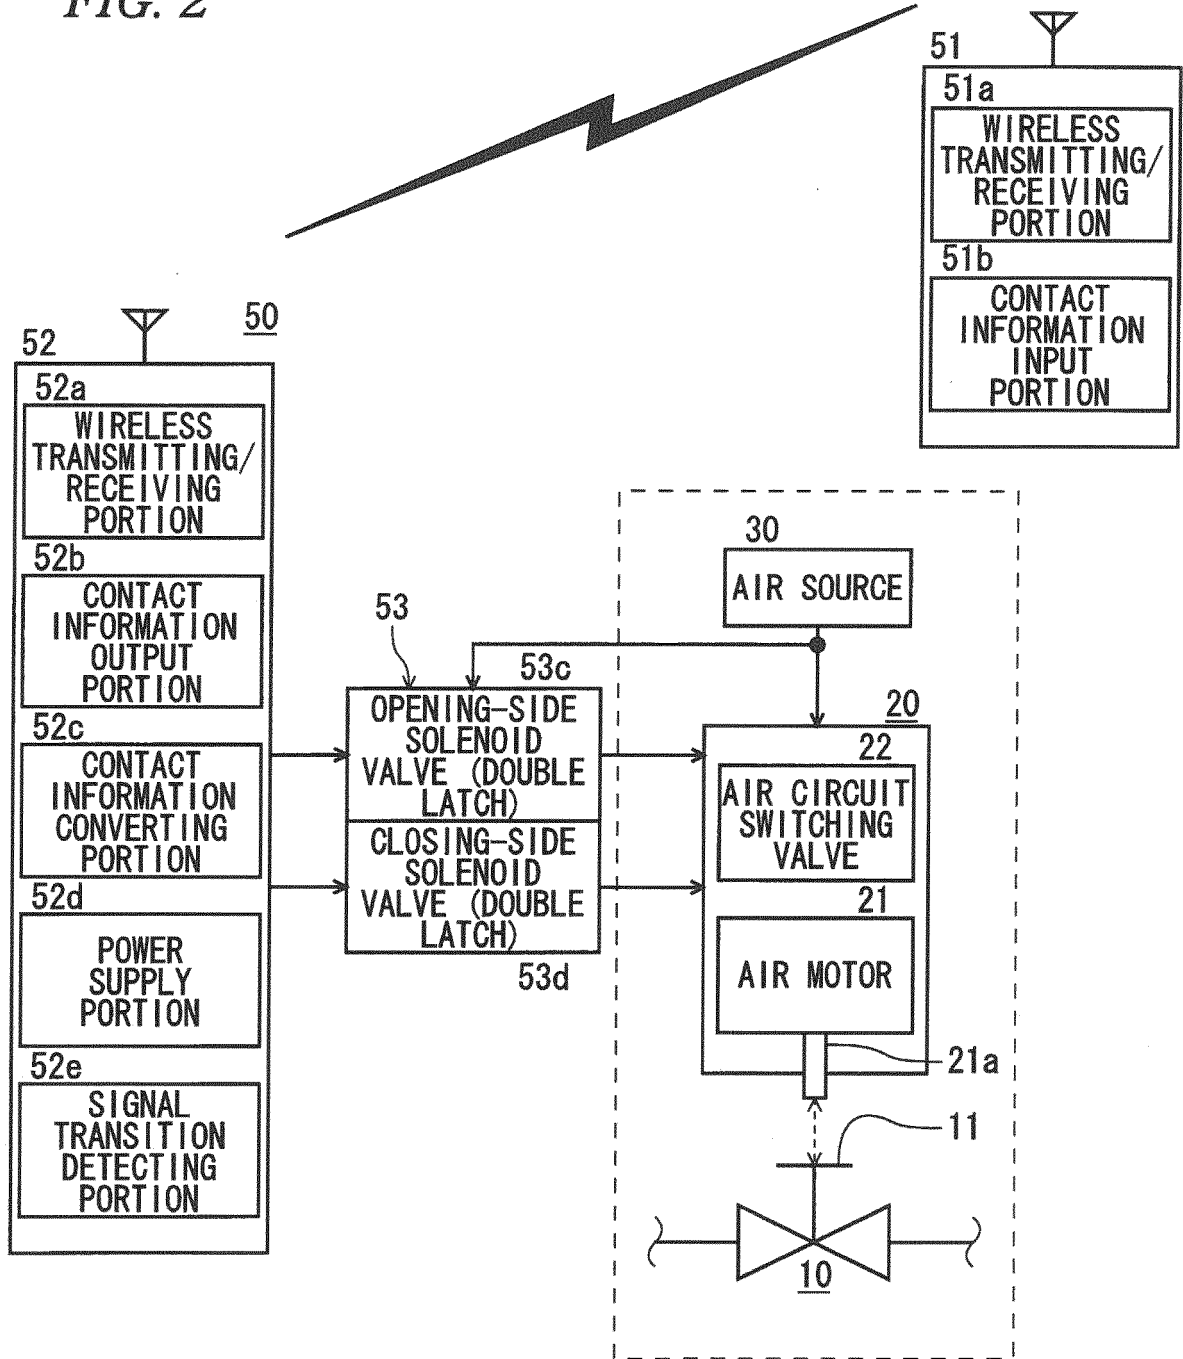 FIG. 2
51
51a
WIRELESS
TRANSMITTING/
RECEIVING
PORTION
51b
CONTACT
INFORMATION
INPUT
PORTION
50
52
52a
WIRELESS
TRANSMITTING/
RECEIVING
PORTION
52b
CONTACT
INFORMATION
OUTPUT
PORTION
52c
CONTACT
INFORMATION
CONVERTING
PORTION
52d
POWER
SUPPLY
PORTION
52e
SIGNAL
TRANSITION
DETECTING
PORTION
53
53c
OPENING-SIDE
SOLENOID
VALVE (DOUBLE
LATCH)
CLOSING-SIDE
SOLENOID
VALVE (DOUBLE
LATCH)
53d
30
AIR SOURCE
20
22
AIR CIRCUIT
SWITCHING
VALVE
21
AIR MOTOR
21a
11
10